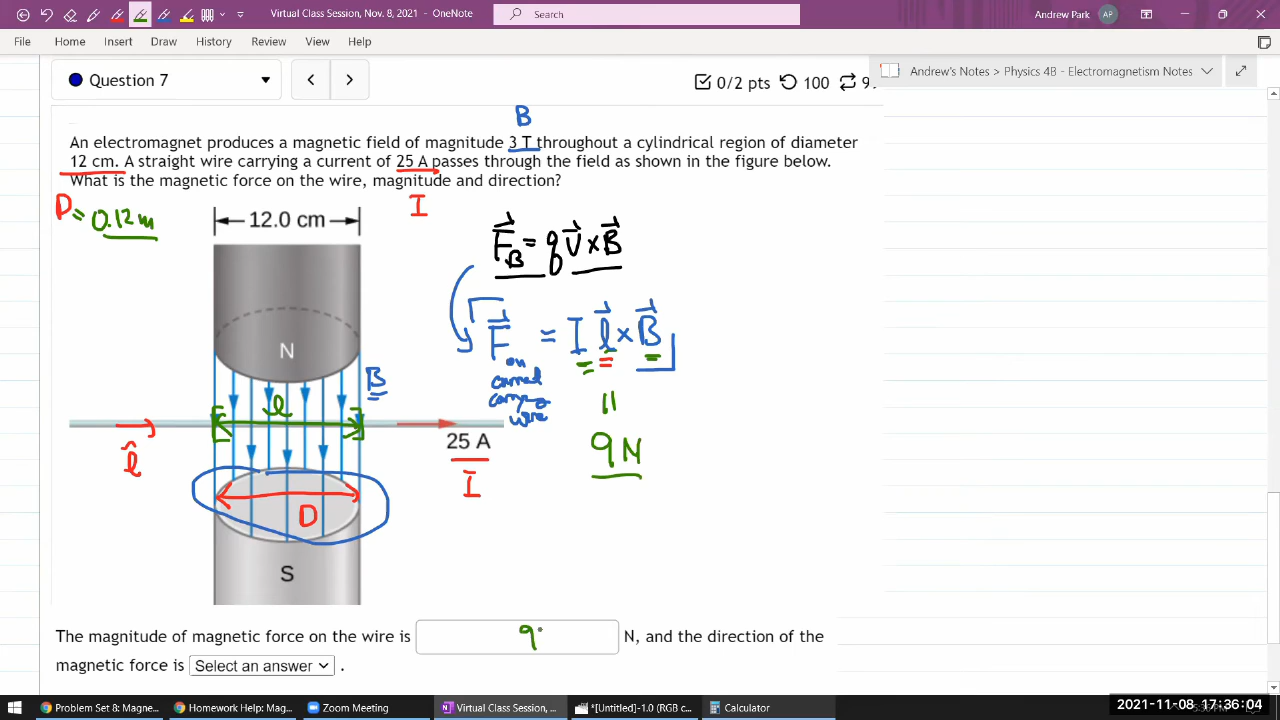 Virtual Class Session, Nov. 8, 2021 - OneNote
Search
Andrew Park
AP
File Home Insert Draw History Review View Help
Question 7
0/2 pts 100
Andrew's Notes > Physics 4B - Electromagnetism Notes
B
An electromagnet produces a magnetic field of magnitude 3 T throughout a cylindrical region of diameter
12 cm. A straight wire carrying a current of 25 A passes through the field as shown in the figure below.
What is the magnetic force on the wire, magnitude and direction?
D = 0.12 m
I
12.0 cm
F_B = q v × B
N
F = I l × B
on
B
l
25 A
l̂
I
9 N
D
S
The magnitude of magnetic force on the wire is 9 N, and the direction of the
magnetic force is Select an answer .
Problem Set 8: Magne...
Homework Help: Mag...
Zoom Meeting
Virtual Class Session,...
*[Untitled]-1.0 (RGB c...
Calculator
2021-11-08 17:36:04